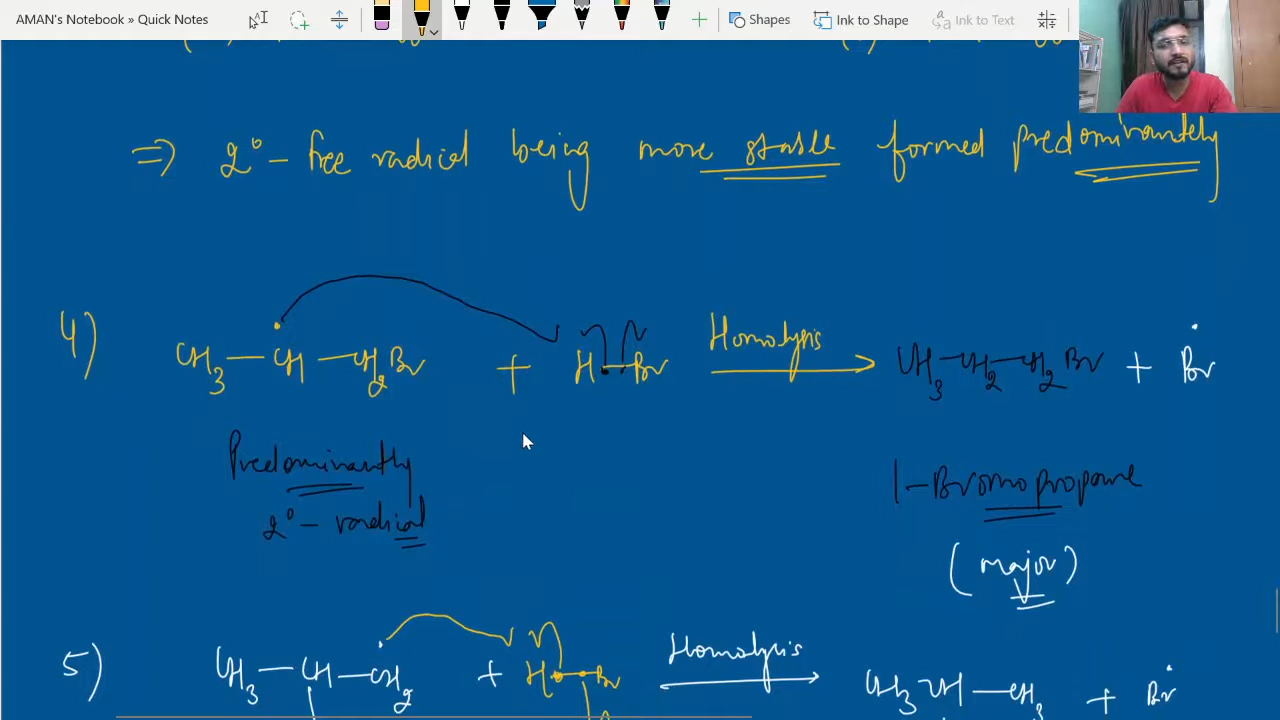 AMAN's Notebook » Quick Notes
Shapes
Ink to Shape
Ink to Text
⇒ 2° - free radical being more stable formed predominantely
4) CH3 — CH — CH2Br + H—Br Homolysis CH3—CH2—CH2Br + Br
Predominantly
2° - radical
1-Bromopropane
(major)
5) CH3 — CH — CH2 + H—Br Homolysis CH3 CH — CH3 + Br